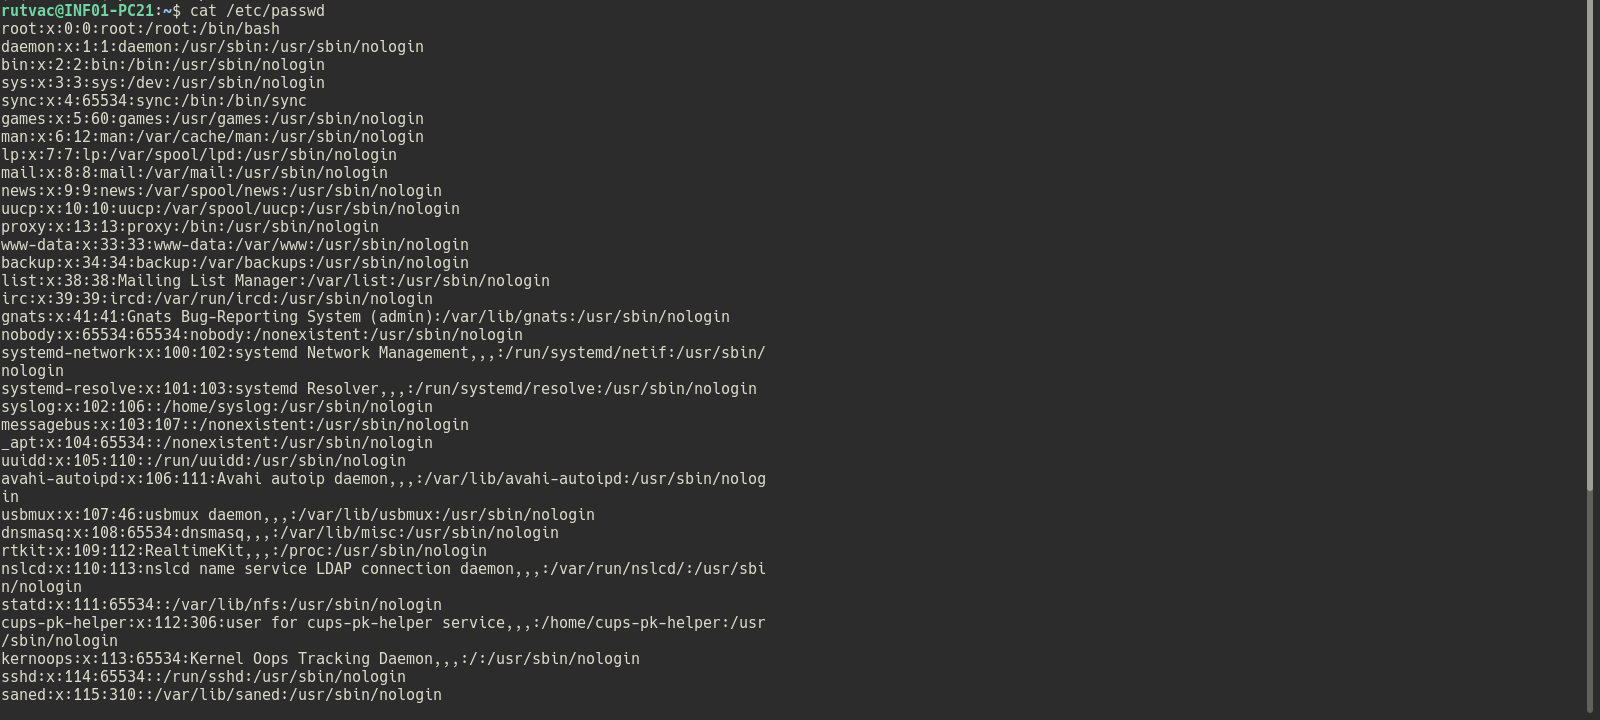 rutvac@INF01-PC21:~$ cat /etc/passwd
root:x:0:0:root:/root:/bin/bash
daemon:x:1:1:daemon:/usr/sbin:/usr/sbin/nologin
bin:x:2:2:bin:/bin:/usr/sbin/nologin
sys:x:3:3:sys:/dev:/usr/sbin/nologin
sync:x:4:65534:sync:/bin:/bin/sync
games:x:5:60:games:/usr/games:/usr/sbin/nologin
man:x:6:12:man:/var/cache/man:/usr/sbin/nologin
lp:x:7:7:lp:/var/spool/lpd:/usr/sbin/nologin
mail:x:8:8:mail:/var/mail:/usr/sbin/nologin
news:x:9:9:news:/var/spool/news:/usr/sbin/nologin
uucp:x:10:10:uucp:/var/spool/uucp:/usr/sbin/nologin
proxy:x:13:13:proxy:/bin:/usr/sbin/nologin
www-data:x:33:33:www-data:/var/www:/usr/sbin/nologin
backup:x:34:34:backup:/var/backups:/usr/sbin/nologin
list:x:38:38:Mailing List Manager:/var/list:/usr/sbin/nologin
irc:x:39:39:ircd:/var/run/ircd:/usr/sbin/nologin
gnats:x:41:41:Gnats Bug-Reporting System (admin):/var/lib/gnats:/usr/sbin/nologin
nobody:x:65534:65534:nobody:/nonexistent:/usr/sbin/nologin
systemd-network:x:100:102:systemd Network Management,,,:/run/systemd/netif:/usr/sbin/
nologin
systemd-resolve:x:101:103:systemd Resolver,,,:/run/systemd/resolve:/usr/sbin/nologin
syslog:x:102:106::/home/syslog:/usr/sbin/nologin
messagebus:x:103:107::/nonexistent:/usr/sbin/nologin
_apt:x:104:65534::/nonexistent:/usr/sbin/nologin
uuidd:x:105:110::/run/uuidd:/usr/sbin/nologin
avahi-autoipd:x:106:111:Avahi autoip daemon,,,:/var/lib/avahi-autoipd:/usr/sbin/nolog
in
usbmux:x:107:46:usbmux daemon,,,:/var/lib/usbmux:/usr/sbin/nologin
dnsmasq:x:108:65534:dnsmasq,,,:/var/lib/misc:/usr/sbin/nologin
rtkit:x:109:112:RealtimeKit,,,:/proc:/usr/sbin/nologin
nslcd:x:110:113:nslcd name service LDAP connection daemon,,,:/var/run/nslcd/:/usr/sbi
n/nologin
statd:x:111:65534::/var/lib/nfs:/usr/sbin/nologin
cups-pk-helper:x:112:306:user for cups-pk-helper service,,,:/home/cups-pk-helper:/usr
/sbin/nologin
kernoops:x:113:65534:Kernel Oops Tracking Daemon,,,:/:/usr/sbin/nologin
sshd:x:114:65534::/run/sshd:/usr/sbin/nologin
saned:x:115:310::/var/lib/saned:/usr/sbin/nologin